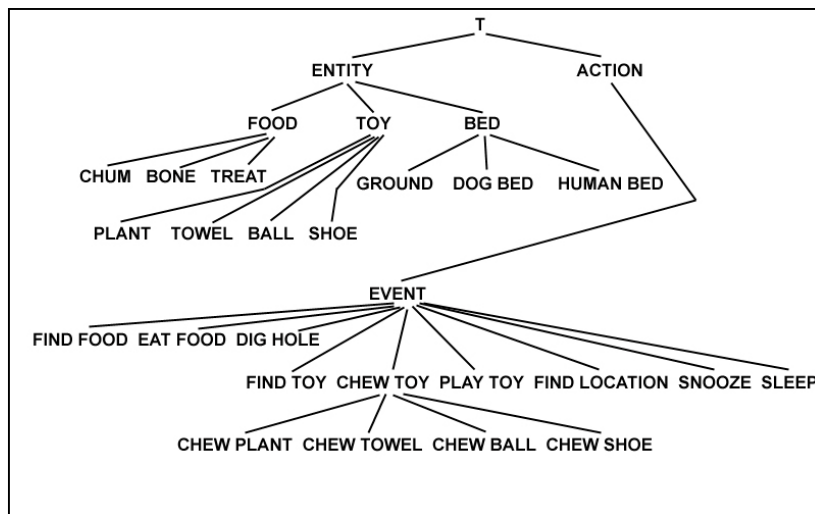 T
ENTITY ACTION
FOOD TOY BED
CHUM BONE TREAT GROUND DOG BED HUMAN BED
PLANT TOWEL BALL SHOE
EVENT
FIND FOOD EAT FOOD DIG HOLE
FIND TOY CHEW TOY PLAY TOY FIND LOCATION SNOOZE SLEEP
CHEW PLANT CHEW TOWEL CHEW BALL CHEW SHOE